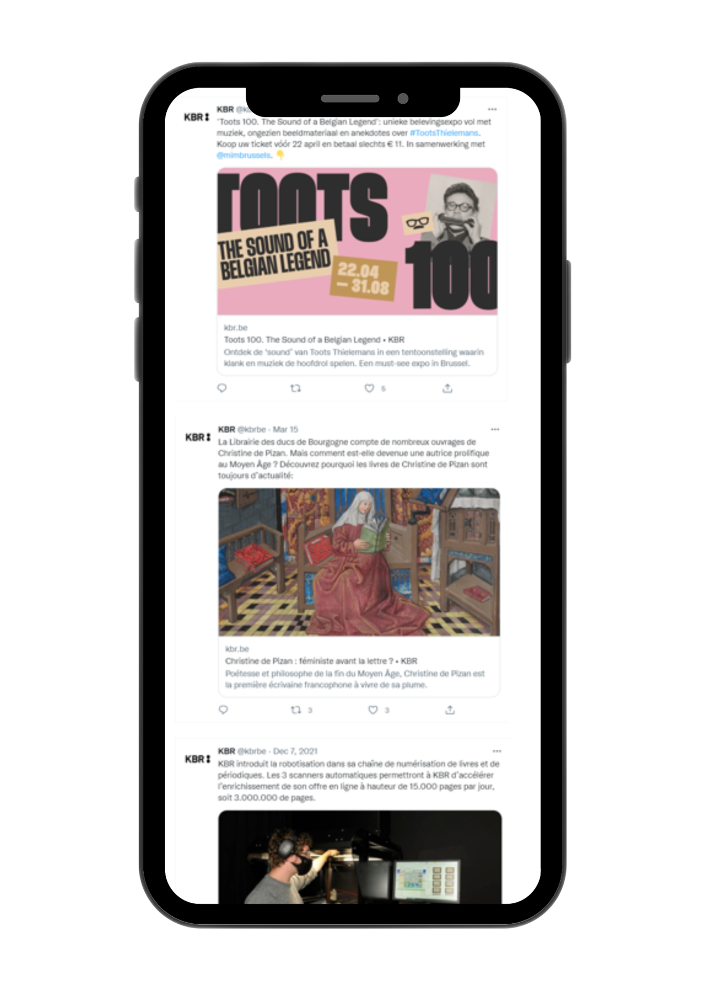 KBR
KBR @kb
'Toots 100. The Sound of a Belgian Legend': unieke belevingsexpo vol met
muziek, ongezien beeldmateriaal en anekdotes over #TootsThielemans.
Koop uw ticket vóór 22 april en betaal slechts € 11. In samenwerking met
@mimbrussels. 👇
TOOTS
THE SOUND OF A
BELGIAN LEGEND
22.04
— 31.08
100
kbr.be
Toots 100. The Sound of a Belgian Legend • KBR
Ontdek de 'sound' van Toots Thielemans in een tentoonstelling waarin
klank en muziek de hoofdrol spelen. Een must-see expo in Brussel.
5
KBR
KBR @kbrbe · Mar 15
La Librairie des ducs de Bourgogne compte de nombreux ouvrages de
Christine de Pizan. Mais comment est-elle devenue une autrice prolifique
au Moyen Âge ? Découvrez pourquoi les livres de Christine de Pizan sont
toujours d'actualité:
kbr.be
Christine de Pizan : féministe avant la lettre ? • KBR
Poétesse et philosophe de la fin du Moyen Âge, Christine de Pizan est
la première écrivaine francophone à vivre de sa plume.
3 3
KBR
KBR @kbrbe · Dec 7, 2021
KBR introduit la robotisation dans sa chaîne de numérisation de livres et de
périodiques. Les 3 scanners automatiques permettront à KBR d'accélérer
l'enrichissement de son offre en ligne à hauteur de 15.000 pages par jour,
soit 3.000.000 de pages.